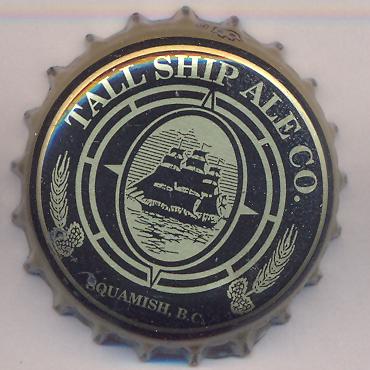 TALL SHIP ALE CO.
SQUAMISH, B.C.